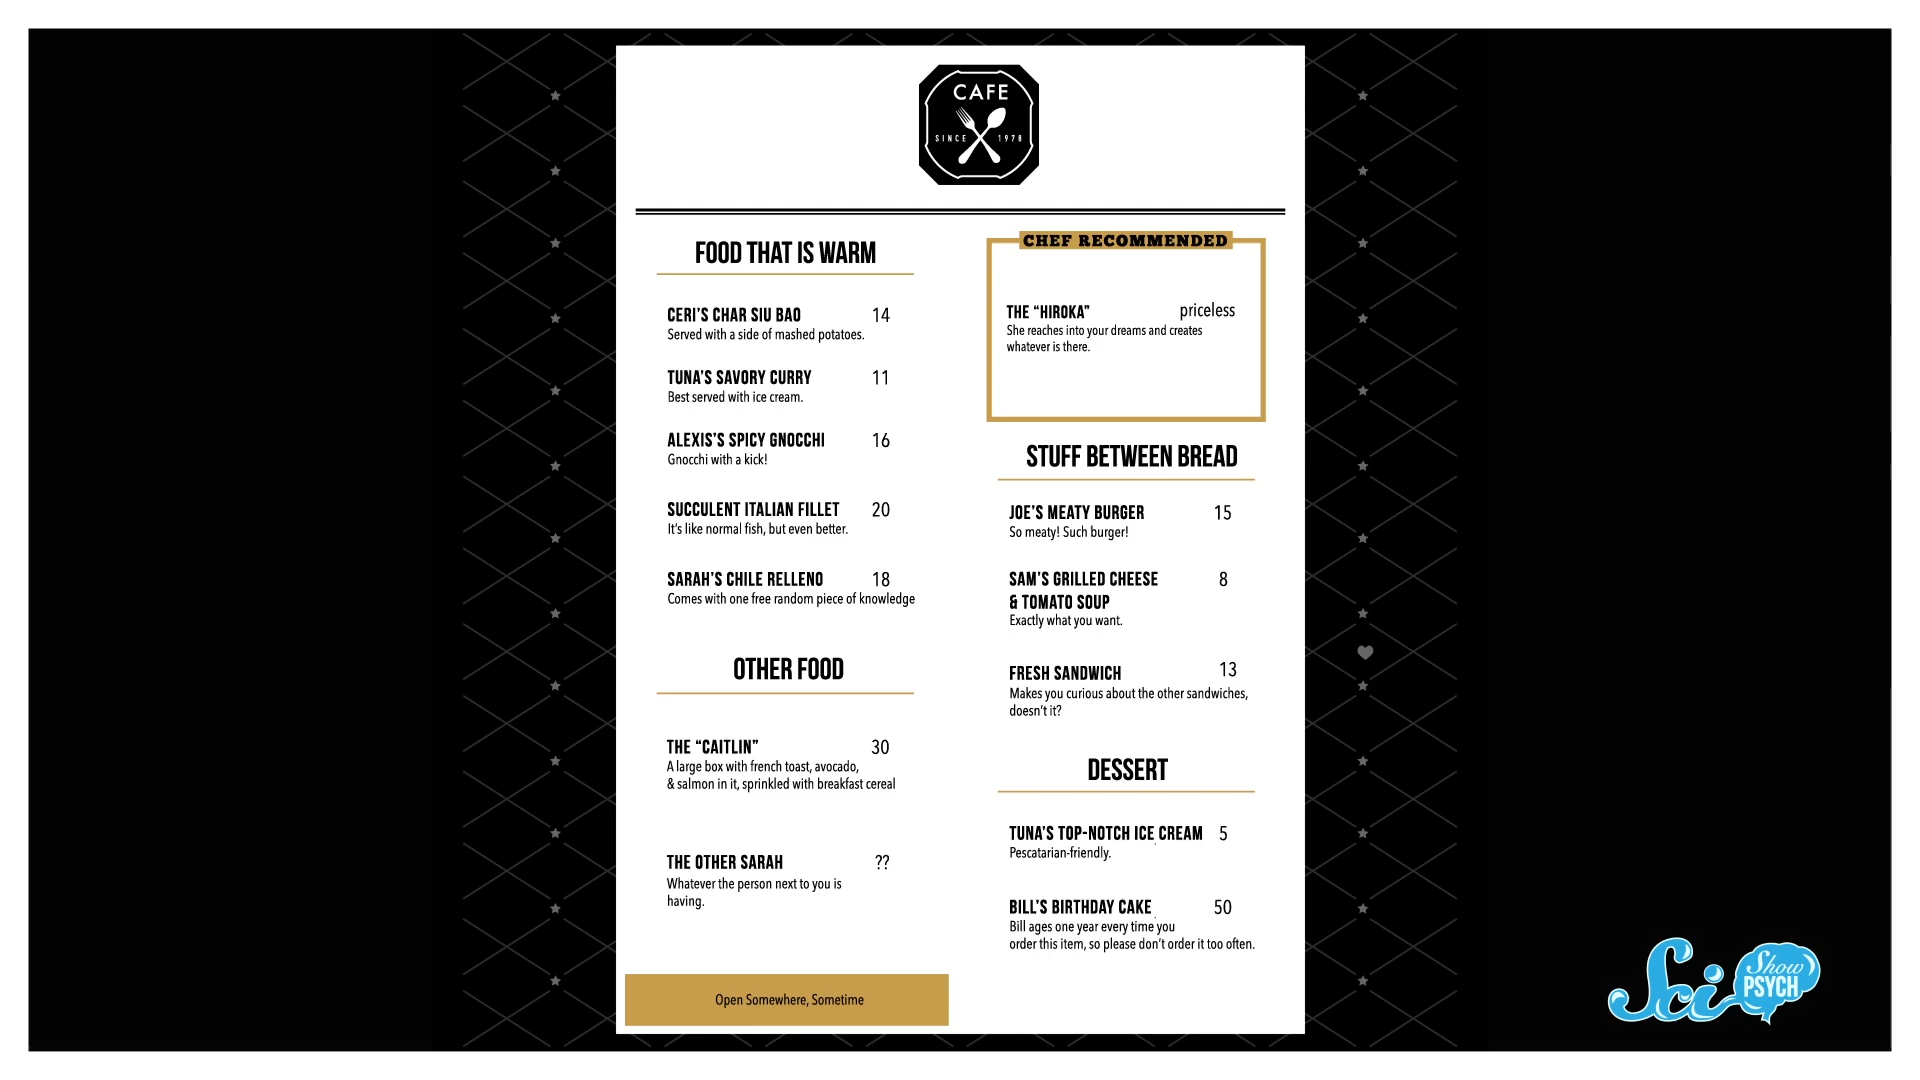 CAFE
SINCE 1978
FOOD THAT IS WARM
CERI'S CHAR SIU BAO 14
Served with a side of mashed potatoes.
TUNA'S SAVORY CURRY 11
Best served with ice cream.
ALEXIS'S SPICY GNOCCHI 16
Gnocchi with a kick!
SUCCULENT ITALIAN FILLET 20
It's like normal fish, but even better.
SARAH'S CHILE RELLENO 18
Comes with one free random piece of knowledge
OTHER FOOD
THE "CAITLIN" 30
A large box with french toast, avocado,
& salmon in it, sprinkled with breakfast cereal
THE OTHER SARAH ??
Whatever the person next to you is
having.
Open Somewhere, Sometime
CHEF RECOMMENDED
THE "HIROKA" priceless
She reaches into your dreams and creates
whatever is there.
STUFF BETWEEN BREAD
JOE'S MEATY BURGER 15
So meaty! Such burger!
SAM'S GRILLED CHEESE 8
& TOMATO SOUP
Exactly what you want.
FRESH SANDWICH 13
Makes you curious about the other sandwiches,
doesn't it?
DESSERT
TUNA'S TOP-NOTCH ICE CREAM 5
Pescatarian-friendly.
BILL'S BIRTHDAY CAKE 50
Bill ages one year every time you
order this item, so please don't order it too often.
Sci Show
PSYCH